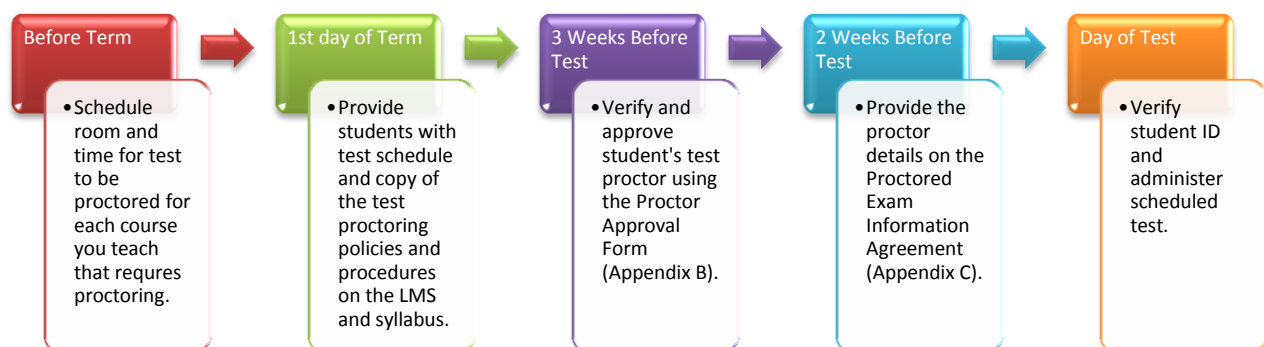 Before Term
•Schedule
room and
time for test
to be
proctored for
each course
you teach
that requres
proctoring.
1st day of Term
•Provide
students with
test schedule
and copy of
the test
proctoring
policies and
procedures
on the LMS
and syllabus.
3 Weeks Before
Test
•Verify and
approve
student's test
proctor using
the Proctor
Approval
Form
(Appendix B).
2 Weeks Before
Test
•Provide the
proctor
details on the
Proctored
Exam
Information
Agreement
(Appendix C).
Day of Test
•Verify
student ID
and
administer
scheduled
test.